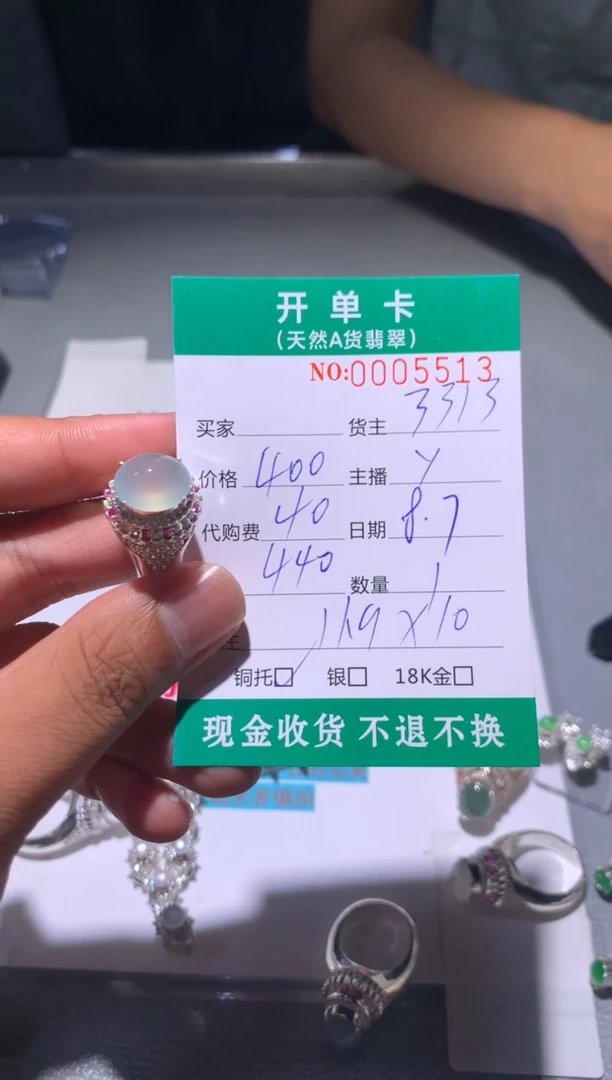 开单卡
(天然A货翡翠)
NO:0005513
买家 货主 3313
价格 400 主播 y
代购费 40 日期 8.7
440 数量 1
注 11.9×10
铜托☑ 银☐ 18K金☐
现金收货 不退不换